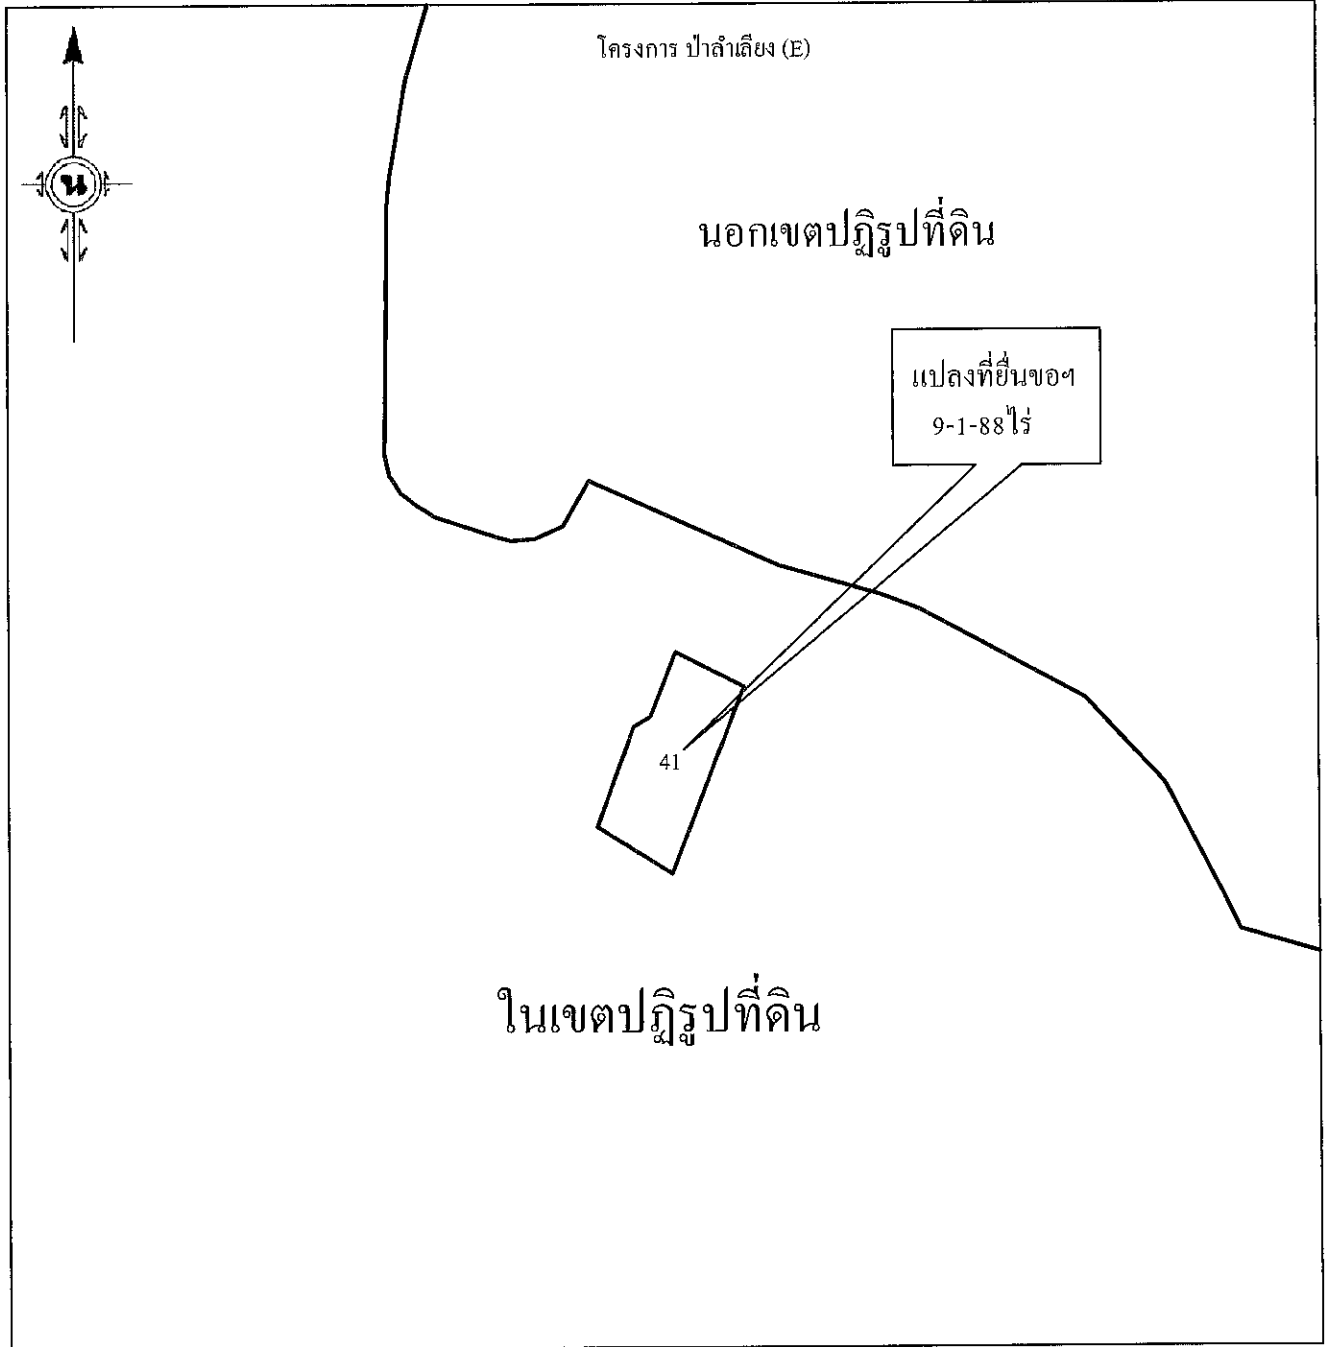 โครงการ ป่าลำเลียง (E)
น
นอกเขตปฏิรูปที่ดิน
แปลงที่ยื่นขอฯ
9-1-88ไร่
41
ในเขตปฏิรูปที่ดิน